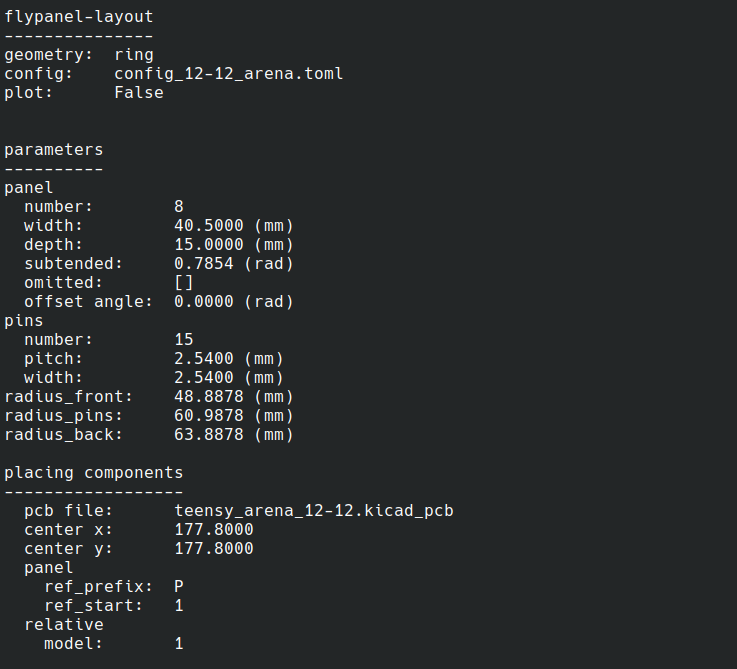 flypanel-layout
---------------
geometry:  ring
config:    config_12-12_arena.toml
plot:      False
parameters
----------
panel
  number:        8
  width:         40.5000 (mm)
  depth:         15.0000 (mm)
  subtended:     0.7854 (rad)
  omitted:       []
  offset angle:  0.0000 (rad)
pins
  number:        15
  pitch:         2.5400 (mm)
  width:         2.5400 (mm)
radius_front:    48.8878 (mm)
radius_pins:     60.9878 (mm)
radius_back:     63.8878 (mm)
placing components
------------------
  pcb file:      teensy_arena_12-12.kicad_pcb
  center x:      177.8000
  center y:      177.8000
  panel
    ref_prefix:  P
    ref_start:   1
  relative
    model:       1